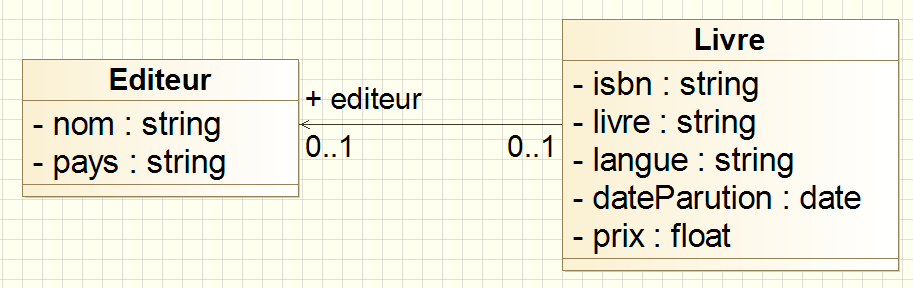 Editeur
- nom : string
- pays : string
+ editeur
0..1
0..1
Livre
- isbn : string
- livre : string
- langue : string
- dateParution : date
- prix : float